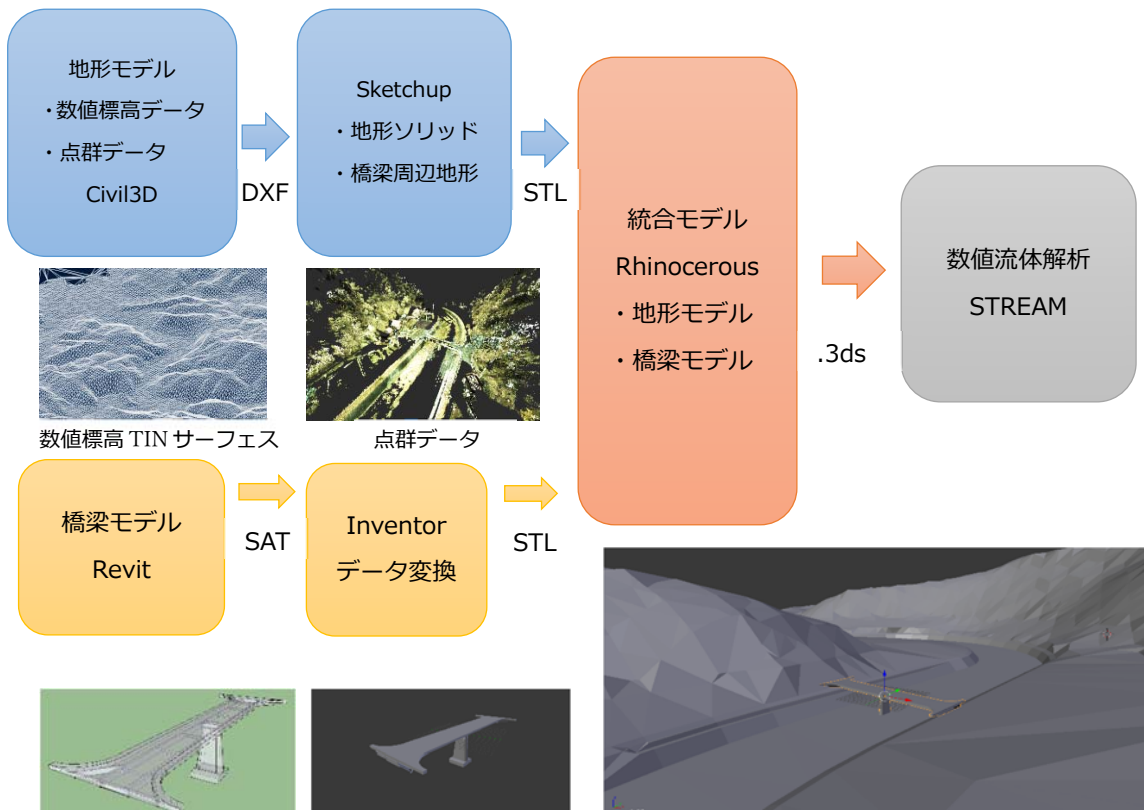 地形モデル
・数値標高データ
・点群データ
Civil3D
DXF
Sketchup
・地形ソリッド
・橋梁周辺地形
STL
統合モデル
Rhinocerous
・地形モデル
・橋梁モデル
.3ds
数値流体解析
STREAM
数値標高 TIN サーフェス
点群データ
橋梁モデル
Revit
SAT
Inventor
データ変換
STL